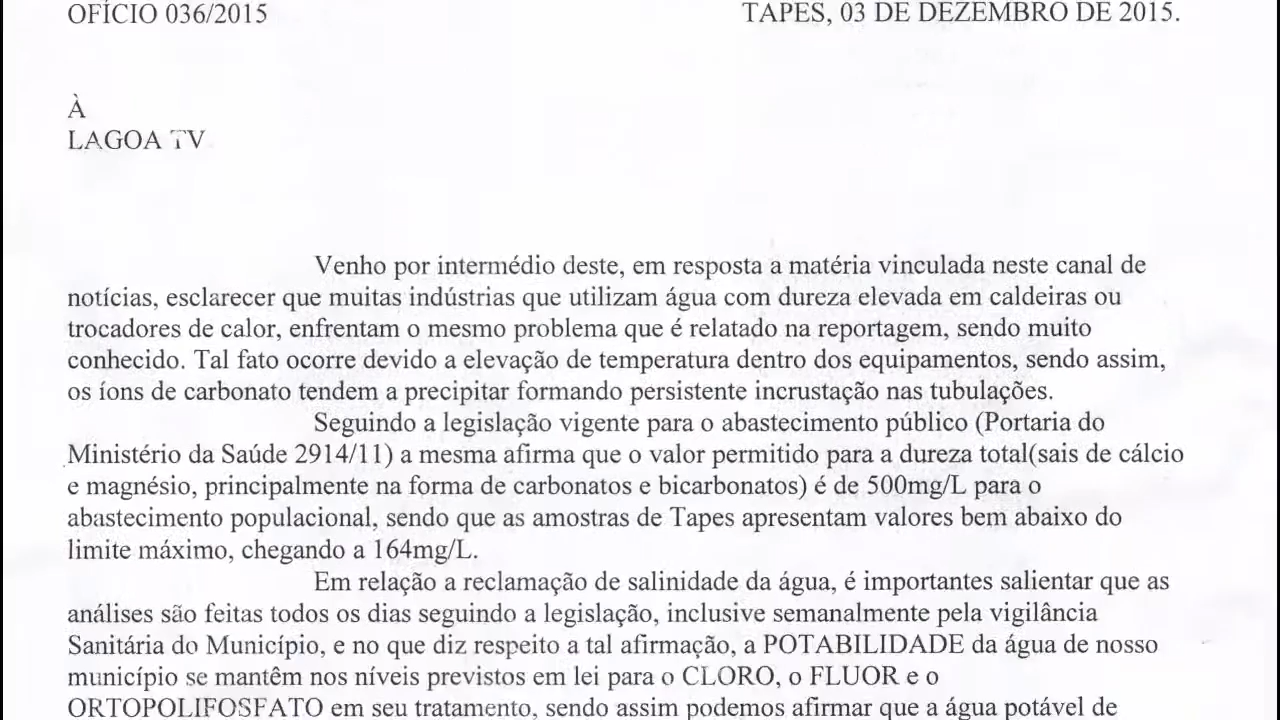 OFÍCIO 036/2015 TAPES, 03 DE DEZEMBRO DE 2015.
À
LAGOA TV
Venho por intermédio deste, em resposta a matéria vinculada neste canal de
notícias, esclarecer que muitas indústrias que utilizam água com dureza elevada em caldeiras ou
trocadores de calor, enfrentam o mesmo problema que é relatado na reportagem, sendo muito
conhecido. Tal fato ocorre devido a elevação de temperatura dentro dos equipamentos, sendo assim,
os íons de carbonato tendem a precipitar formando persistente incrustação nas tubulações.
Seguindo a legislação vigente para o abastecimento público (Portaria do
Ministério da Saúde 2914/11) a mesma afirma que o valor permitido para a dureza total(sais de cálcio
e magnésio, principalmente na forma de carbonatos e bicarbonatos) é de 500mg/L para o
abastecimento populacional, sendo que as amostras de Tapes apresentam valores bem abaixo do
limite máximo, chegando a 164mg/L.
Em relação a reclamação de salinidade da água, é importantes salientar que as
análises são feitas todos os dias seguindo a legislação, inclusive semanalmente pela vigilância
Sanitária do Município, e no que diz respeito a tal afirmação, a POTABILIDADE da água de nosso
município se mantêm nos níveis previstos em lei para o CLORO, o FLUOR e o
ORTOPOLIFOSFATO em seu tratamento, sendo assim podemos afirmar que a água potável de